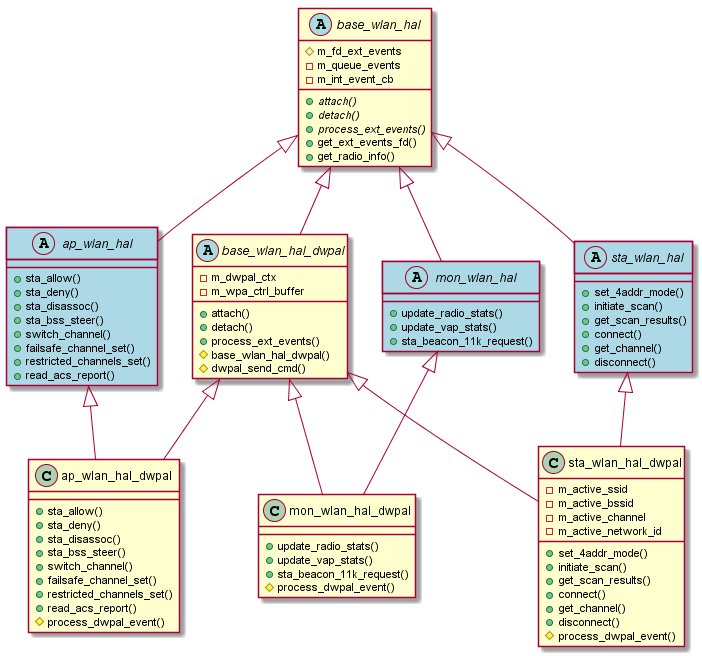 A base_wlan_hal
m_fd_ext_events
m_queue_events
m_int_event_cb
attach()
detach()
process_ext_events()
get_ext_events_fd()
get_radio_info()
A ap_wlan_hal
sta_allow()
sta_deny()
sta_disassoc()
sta_bss_steer()
switch_channel()
failsafe_channel_set()
restricted_channels_set()
read_acs_report()
A base_wlan_hal_dwpal
m_dwpal_ctx
m_wpa_ctrl_buffer
attach()
detach()
process_ext_events()
base_wlan_hal_dwpal()
dwpal_send_cmd()
A mon_wlan_hal
update_radio_stats()
update_vap_stats()
sta_beacon_11k_request()
A sta_wlan_hal
set_4addr_mode()
initiate_scan()
get_scan_results()
connect()
get_channel()
disconnect()
C ap_wlan_hal_dwpal
sta_allow()
sta_deny()
sta_disassoc()
sta_bss_steer()
switch_channel()
failsafe_channel_set()
restricted_channels_set()
read_acs_report()
process_dwpal_event()
C mon_wlan_hal_dwpal
update_radio_stats()
update_vap_stats()
sta_beacon_11k_request()
process_dwpal_event()
C sta_wlan_hal_dwpal
m_active_ssid
m_active_bssid
m_active_channel
m_active_network_id
set_4addr_mode()
initiate_scan()
get_scan_results()
connect()
get_channel()
disconnect()
process_dwpal_event()